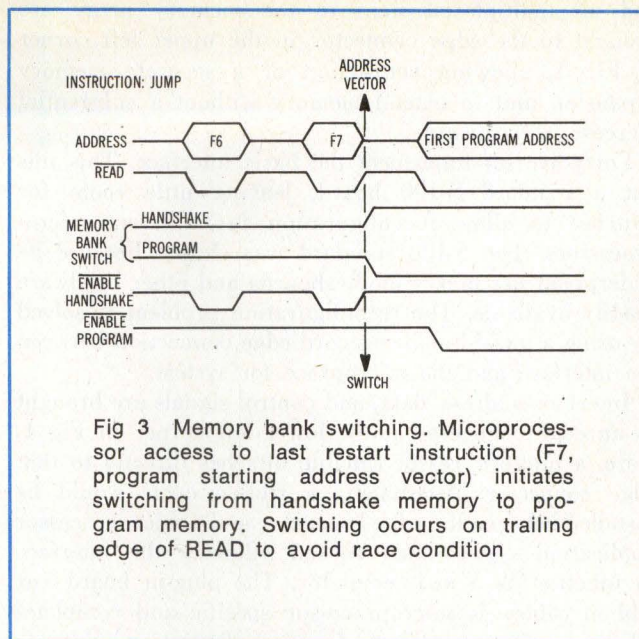 INSTRUCTION: JUMP
ADDRESS
VECTOR
ADDRESS F6 F7 FIRST PROGRAM ADDRESS
READ
MEMORY
BANK
SWITCH
HANDSHAKE
PROGRAM
ENABLE
HANDSHAKE
ENABLE
PROGRAM
SWITCH
Fig 3 Memory bank switching. Microproces-
sor access to last restart instruction (F7,
program starting address vector) initiates
switching from handshake memory to pro-
gram memory. Switching occurs on trailing
edge of READ to avoid race condition